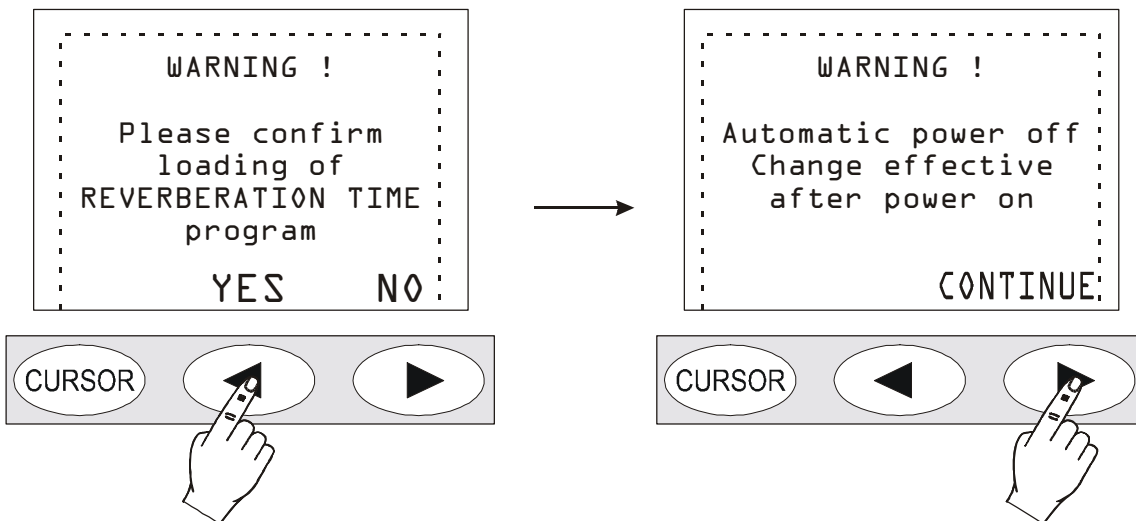 WARNING !
Please confirm
loading of
REVERBERATION TIME
program
YES NO
CURSOR
WARNING !
Automatic power off
Change effective
after power on
CONTINUE
CURSOR